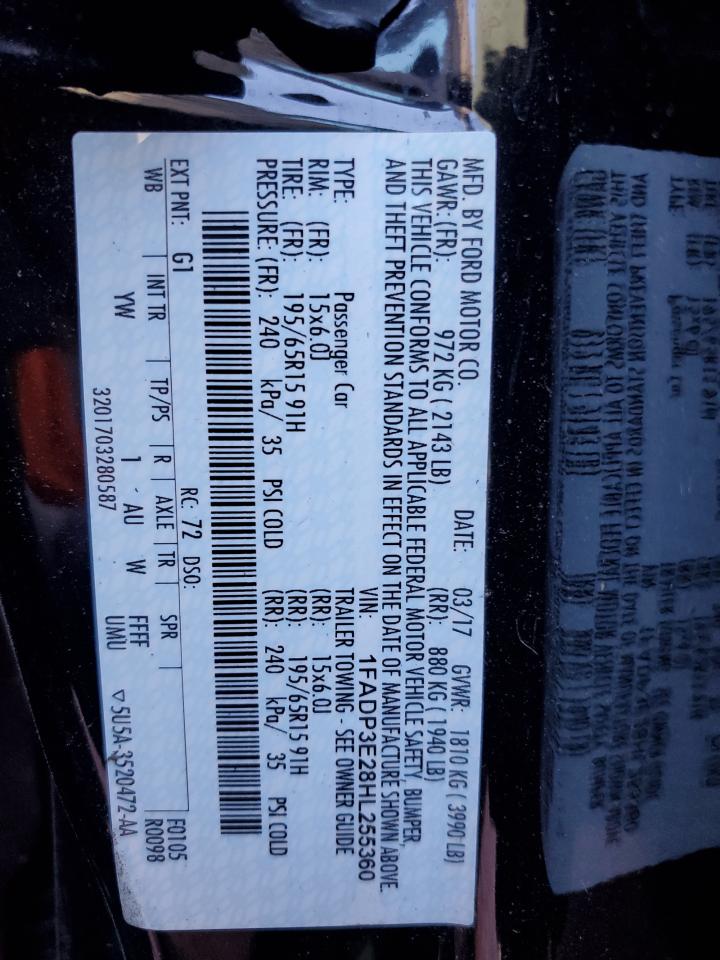 MFD. BY FORD MOTOR CO. DATE: 03/17 GVWR: 1810 KG ( 3990 LB)
GAWR: (FR): 972 KG ( 2143 LB) (RR): 880 KG ( 1940 LB)
THIS VEHICLE CONFORMS TO ALL APPLICABLE FEDERAL MOTOR VEHICLE SAFETY, BUMPER,
AND THEFT PREVENTION STANDARDS IN EFFECT ON THE DATE OF MANUFACTURE SHOWN ABOVE.
VIN: 1FADP3E28HL255360
TYPE: Passenger Car TRAILER TOWING - SEE OWNER GUIDE
RIM: (FR): 15x6.0J (RR): 15x6.0J
TIRE: (FR): 195/65R15 91H (RR): 195/65R15 91H
PRESSURE: (FR): 240 kPa/ 35 PSI COLD (RR): 240 kPa/ 35 PSI COLD
EXT PNT: G1 RC: 72 DSO: F0105
WB INT TR TP/PS R AXLE TR SPR R0098
YW 1 AU W FFFF
3201703280587 UMU ▽5U5A-3520472-AA